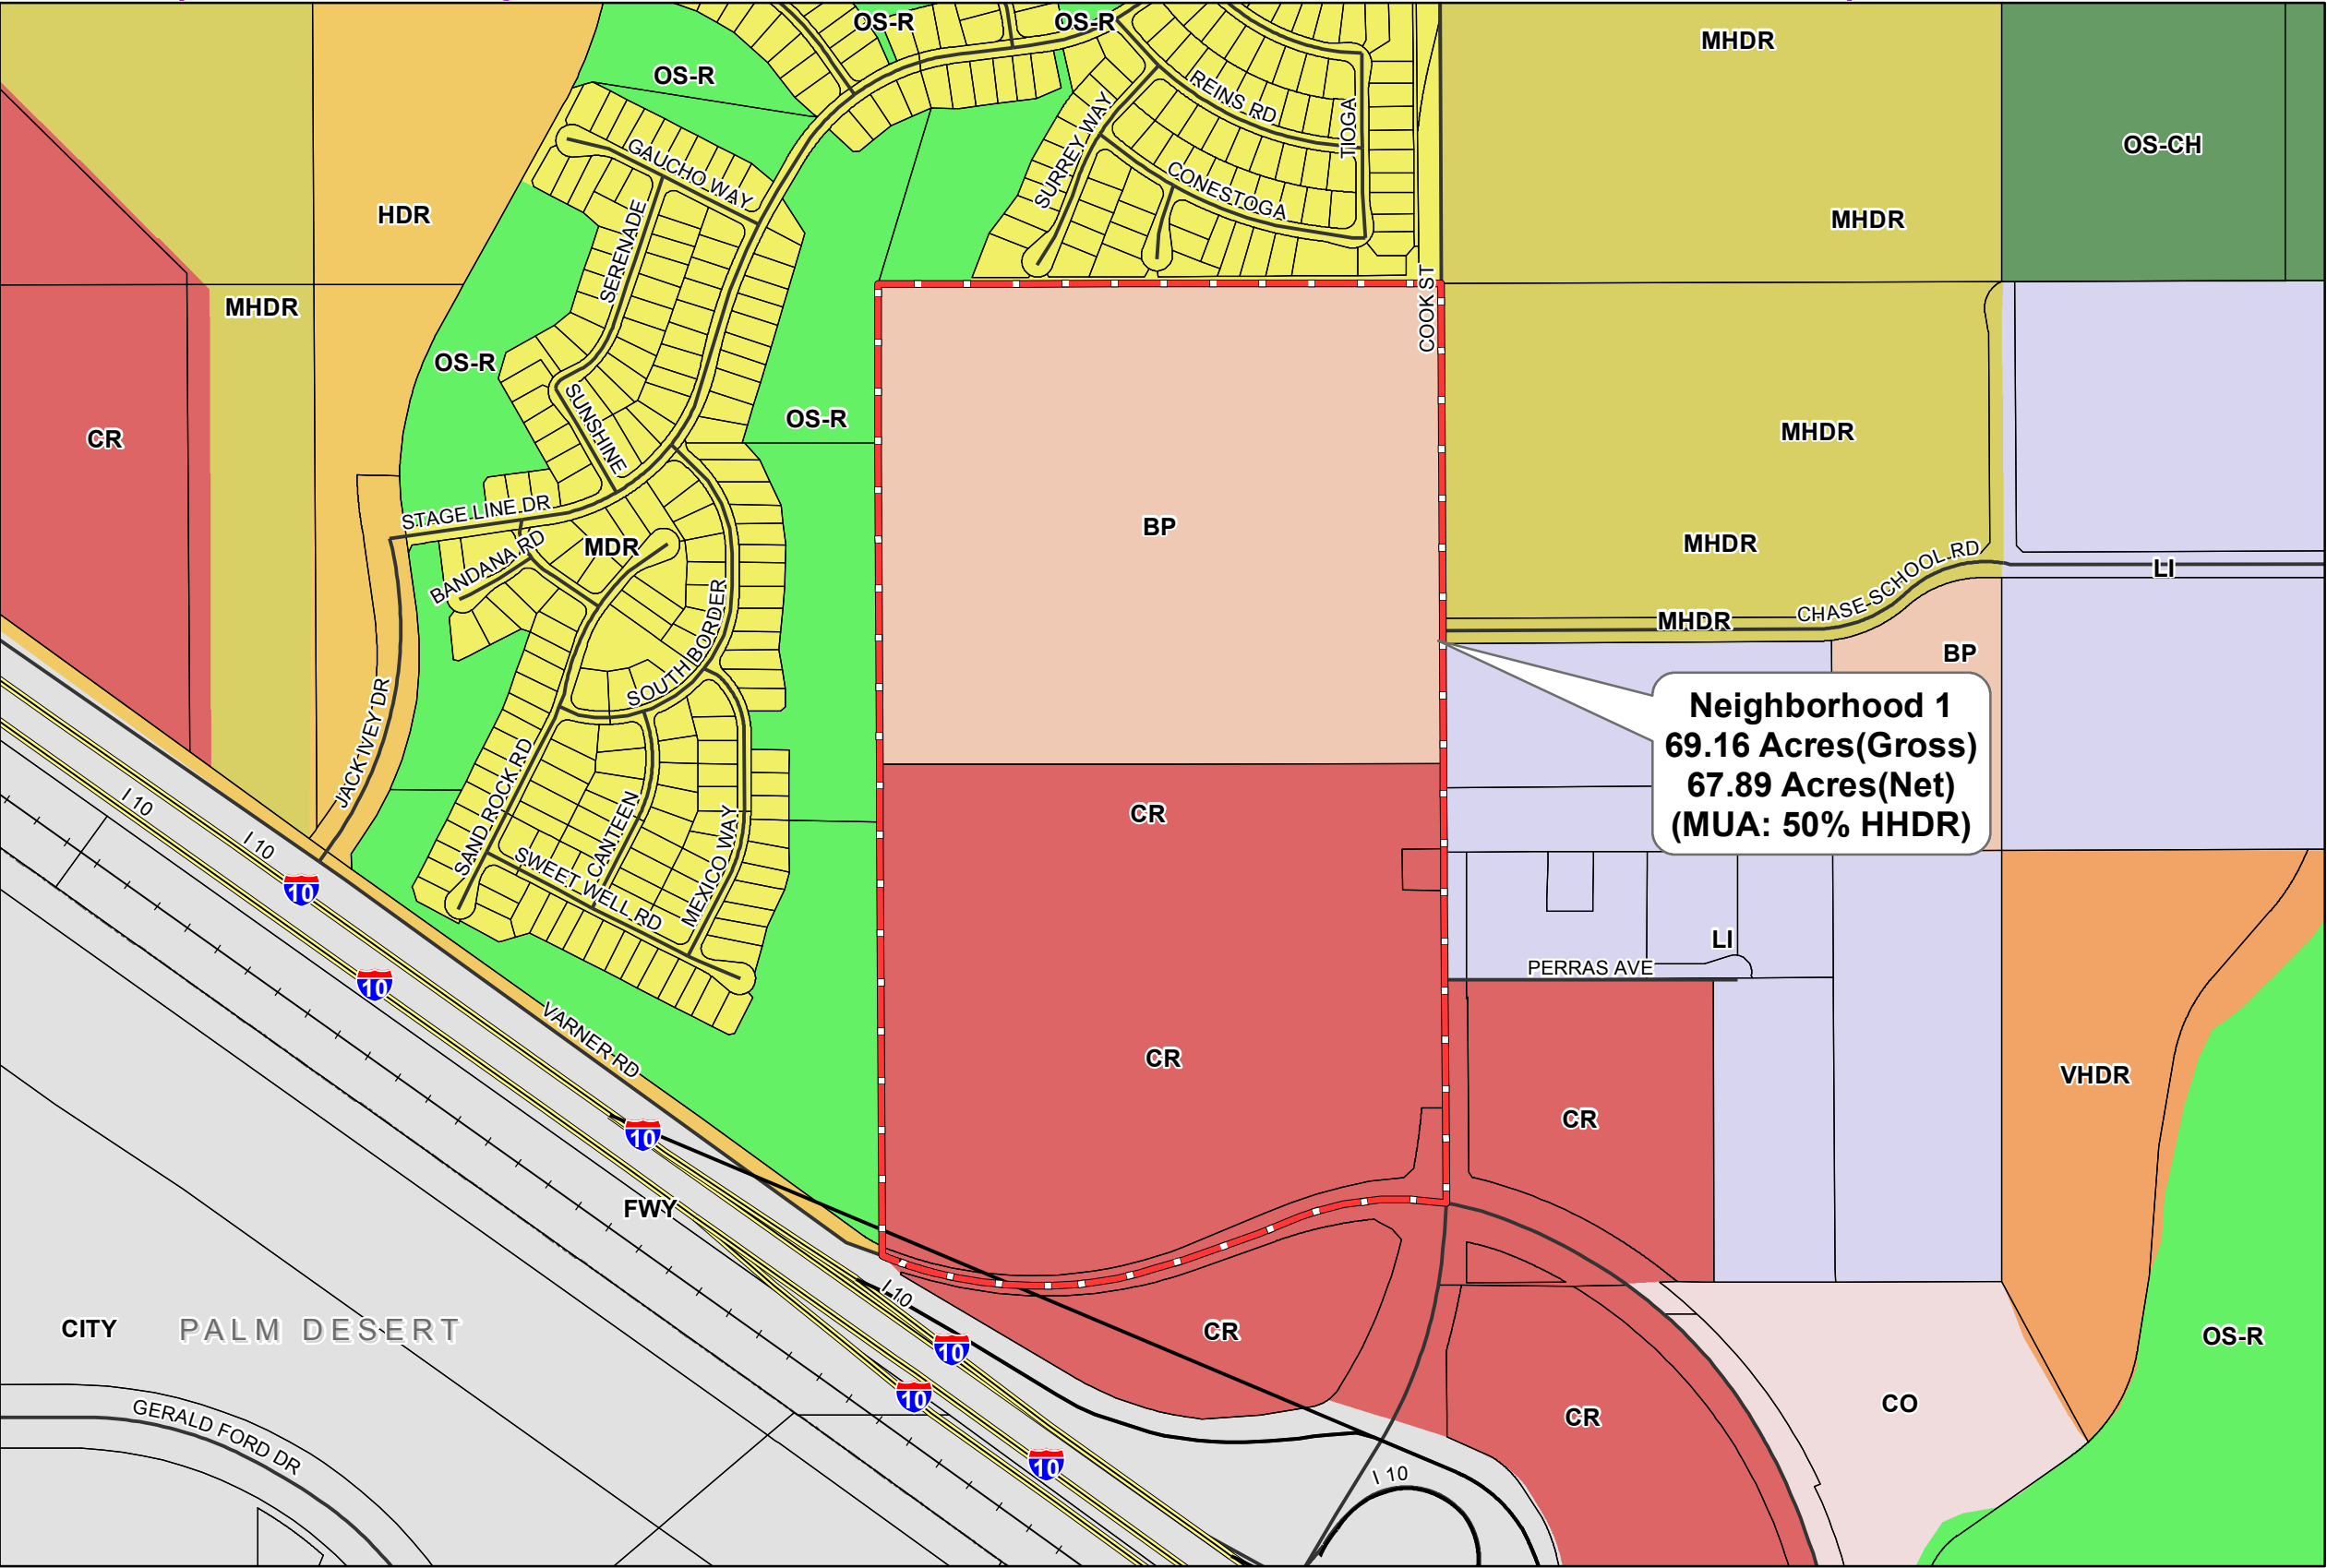 OS-R
OS-R
MHDR
OS-R
REINS RD
TIOGA
SURREY WAY
OS-CH
GAUCHO WAY
CONESTOGA
HDR
MHDR
SERENADE
COOK ST
MHDR
OS-R
SUNSHINE
OS-R
MHDR
CR
STAGE LINE DR
BP
BANDANA RD
MDR
MHDR
CHASE SCHOOL RD
LI
SOUTH BORDER
MHDR
BP
Neighborhood 1
69.16 Acres(Gross)
67.89 Acres(Net)
(MUA: 50% HHDR)
JACK IVEY DR
SAND ROCK RD
CANTEEN
MEXICO WAY
SWEET WELL RD
CR
I 10
I 10
10
10
LI
PERRAS AVE
VARNER RD
CR
VHDR
CR
10
FWY
I 10
CITY
PALM DESERT
CR
OS-R
10
10
CO
CR
GERALD FORD DR
10
I 10